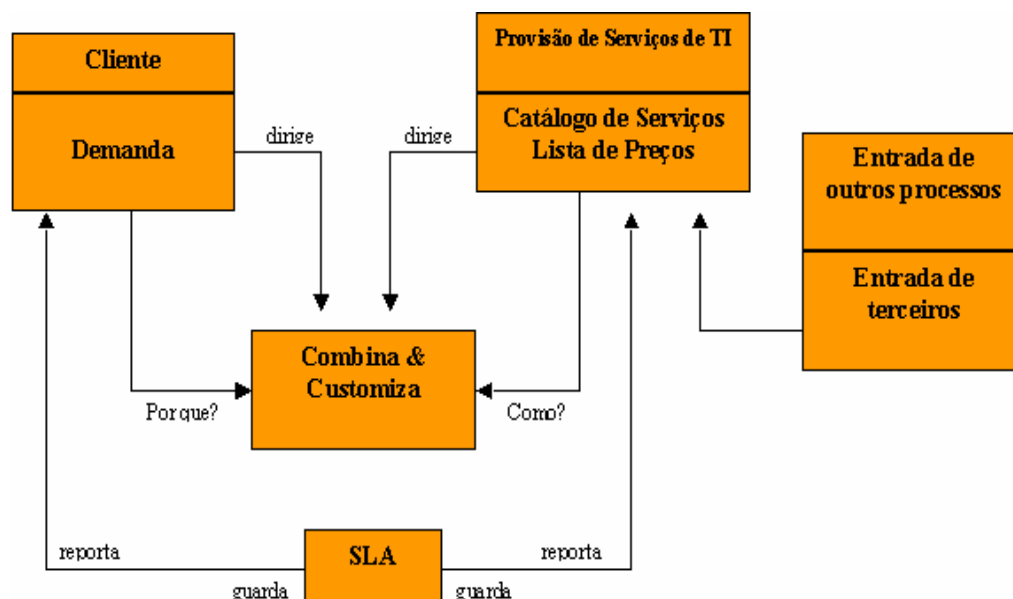 Cliente
Demanda
Provisão de Serviços de TI
Catálogo de Serviços
Lista de Preços
dirige
dirige
Entrada de
outros processos
Entrada de
terceiros
Combina &
Customiza
Por que?
Como?
reporta
SLA
reporta
guarda
guarda